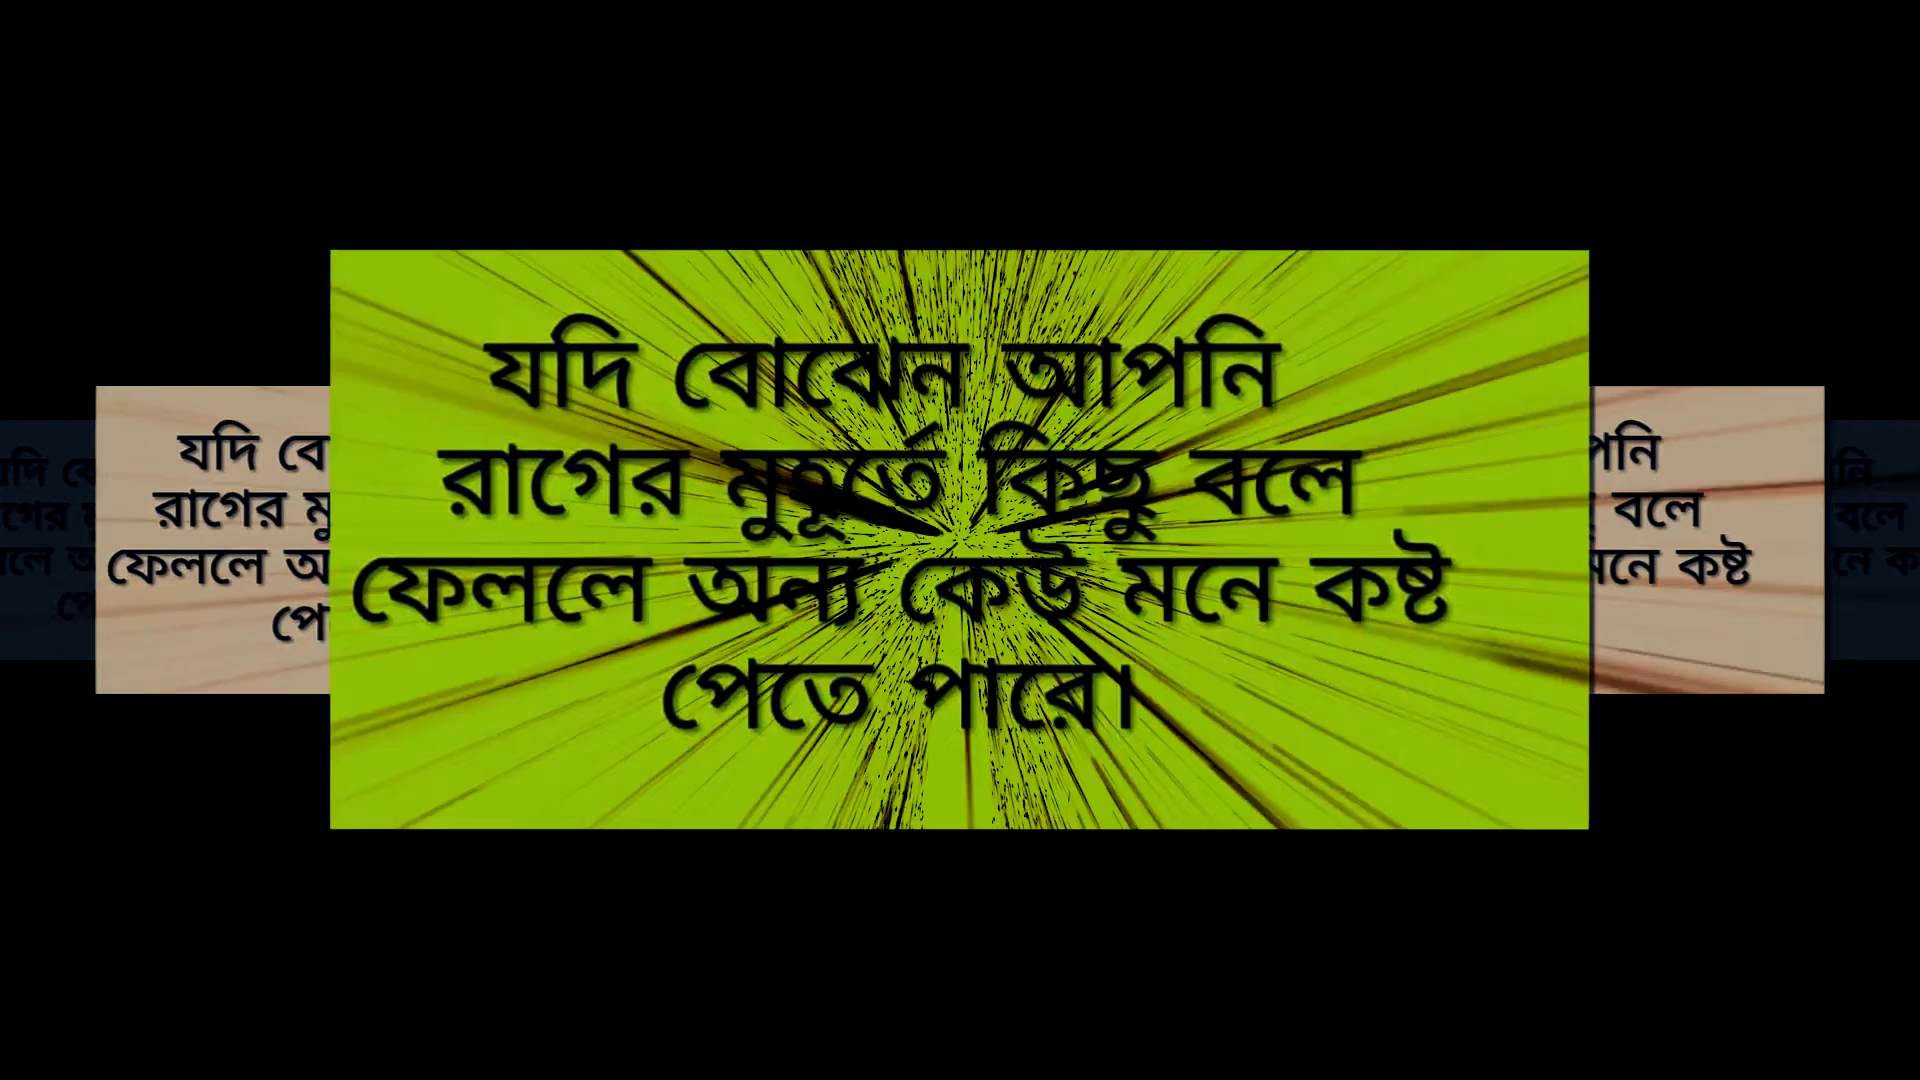 যদি বোঝেন আপনি
রাগের মুহূর্তে কিছু বলে
ফেললে অন্য কেউ মনে কষ্ট
পেতে পারে।